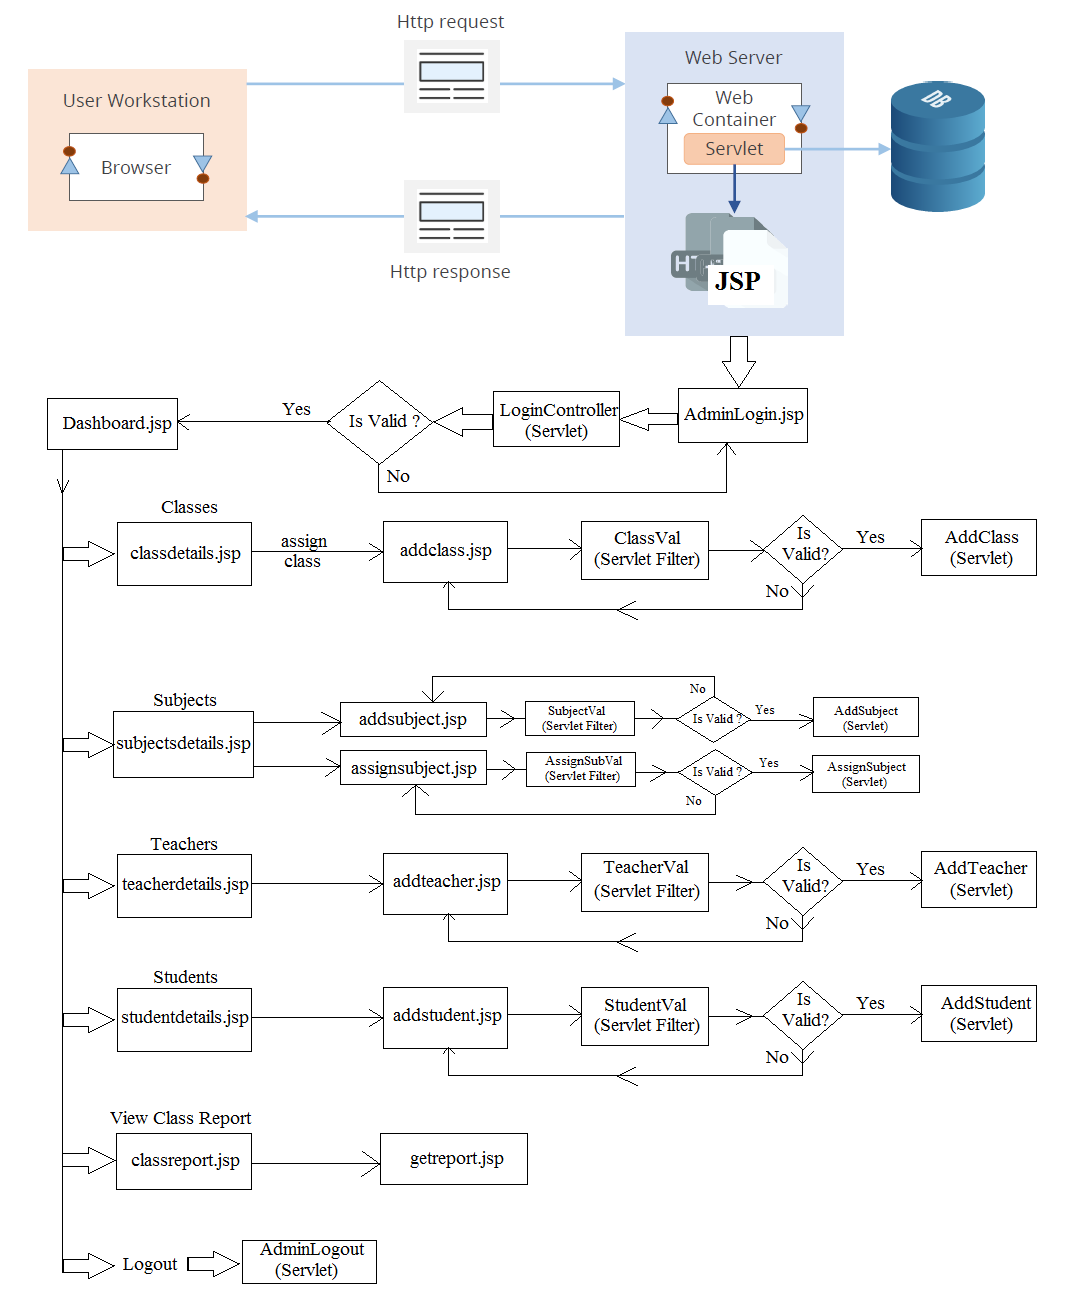 Http request
Web Server
User Workstation
Browser
Web
Container
Servlet
DB
Http response
JSP
Dashboard.jsp
Yes
Is Valid ?
LoginController
(Servlet)
AdminLogin.jsp
No
Classes
classdetails.jsp
assign
class
addclass.jsp
ClassVal
(Servlet Filter)
Is
Valid?
Yes
AddClass
(Servlet)
No
Subjects
subjectsdetails.jsp
No
addsubject.jsp
SubjectVal
(Servlet Filter)
Is Valid ?
Yes
AddSubject
(Servlet)
assignsubject.jsp
AssignSubVal
(Servlet Filter)
Is Valid ?
Yes
AssignSubject
(Servlet)
No
Teachers
teacherdetails.jsp
addteacher.jsp
TeacherVal
(Servlet Filter)
Is
Valid?
Yes
AddTeacher
(Servlet)
No
Students
studentdetails.jsp
addstudent.jsp
StudentVal
(Servlet Filter)
Is
Valid?
Yes
AddStudent
(Servlet)
No
View Class Report
classreport.jsp
getreport.jsp
Logout
AdminLogout
(Servlet)